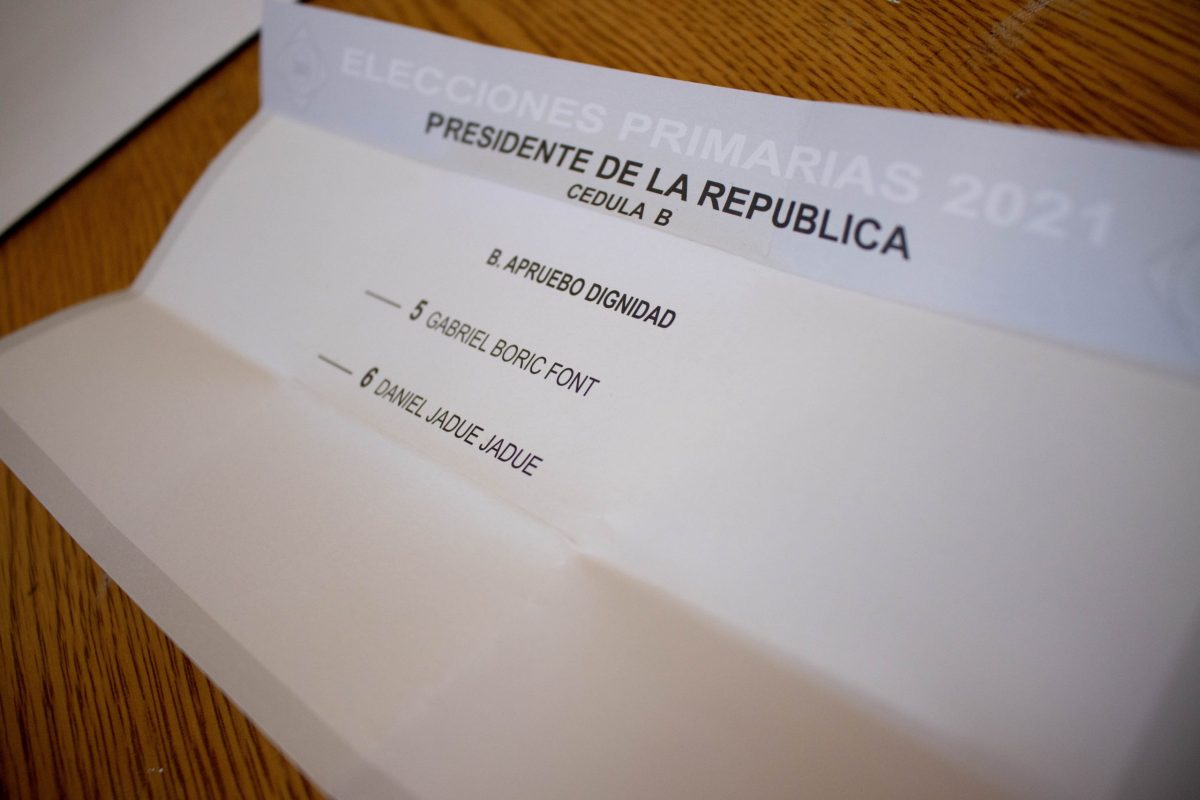 ELECCIONES PRIMARIAS 2021
PRESIDENTE DE LA REPUBLICA
CEDULA B
B. APRUEBO DIGNIDAD
5 GABRIEL BORIC FONT
6 DANIEL JADUE JADUE